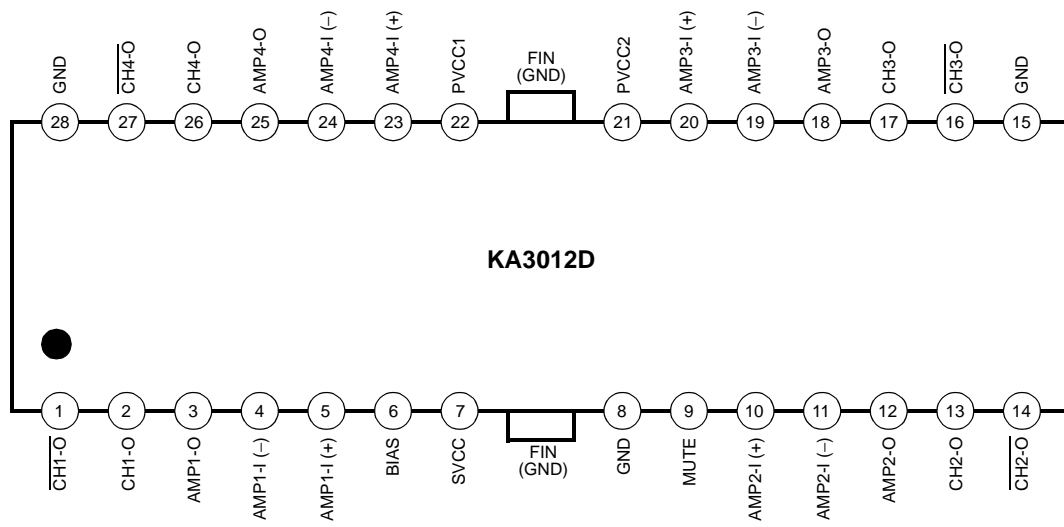 GND
CH4-O
CH4-O
AMP4-O
AMP4-I (−)
AMP4-I (+)
PVCC1
FIN
(GND)
PVCC2
AMP3-I (+)
AMP3-I (−)
AMP3-O
CH3-O
CH3-O
GND
28 27 26 25 24 23 22 21 20 19 18 17 16 15
KA3012D
1 2 3 4 5 6 7 8 9 10 11 12 13 14
CH1-O
CH1-O
AMP1-O
AMP1-I (−)
AMP1-I (+)
BIAS
SVCC
FIN
(GND)
GND
MUTE
AMP2-I (+)
AMP2-I (−)
AMP2-O
CH2-O
CH2-O